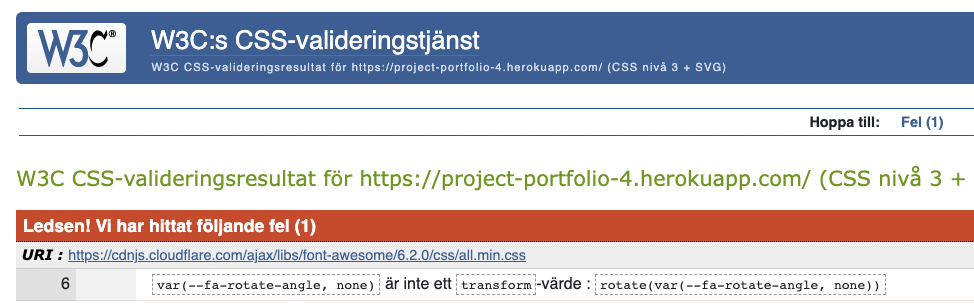 W3C®
W3C:s CSS-valideringstjänst
W3C CSS-valideringsresultat för https://project-portfolio-4.herokuapp.com/ (CSS nivå 3 + SVG)
Hoppa till: Fel (1)
W3C CSS-valideringsresultat för https://project-portfolio-4.herokuapp.com/ (CSS nivå 3 +
Ledsen! Vi har hittat följande fel (1)
URI : https://cdnjs.cloudflare.com/ajax/libs/font-awesome/6.2.0/css/all.min.css
6 var(--fa-rotate-angle, none) är inte ett transform-värde : rotate(var(--fa-rotate-angle, none))